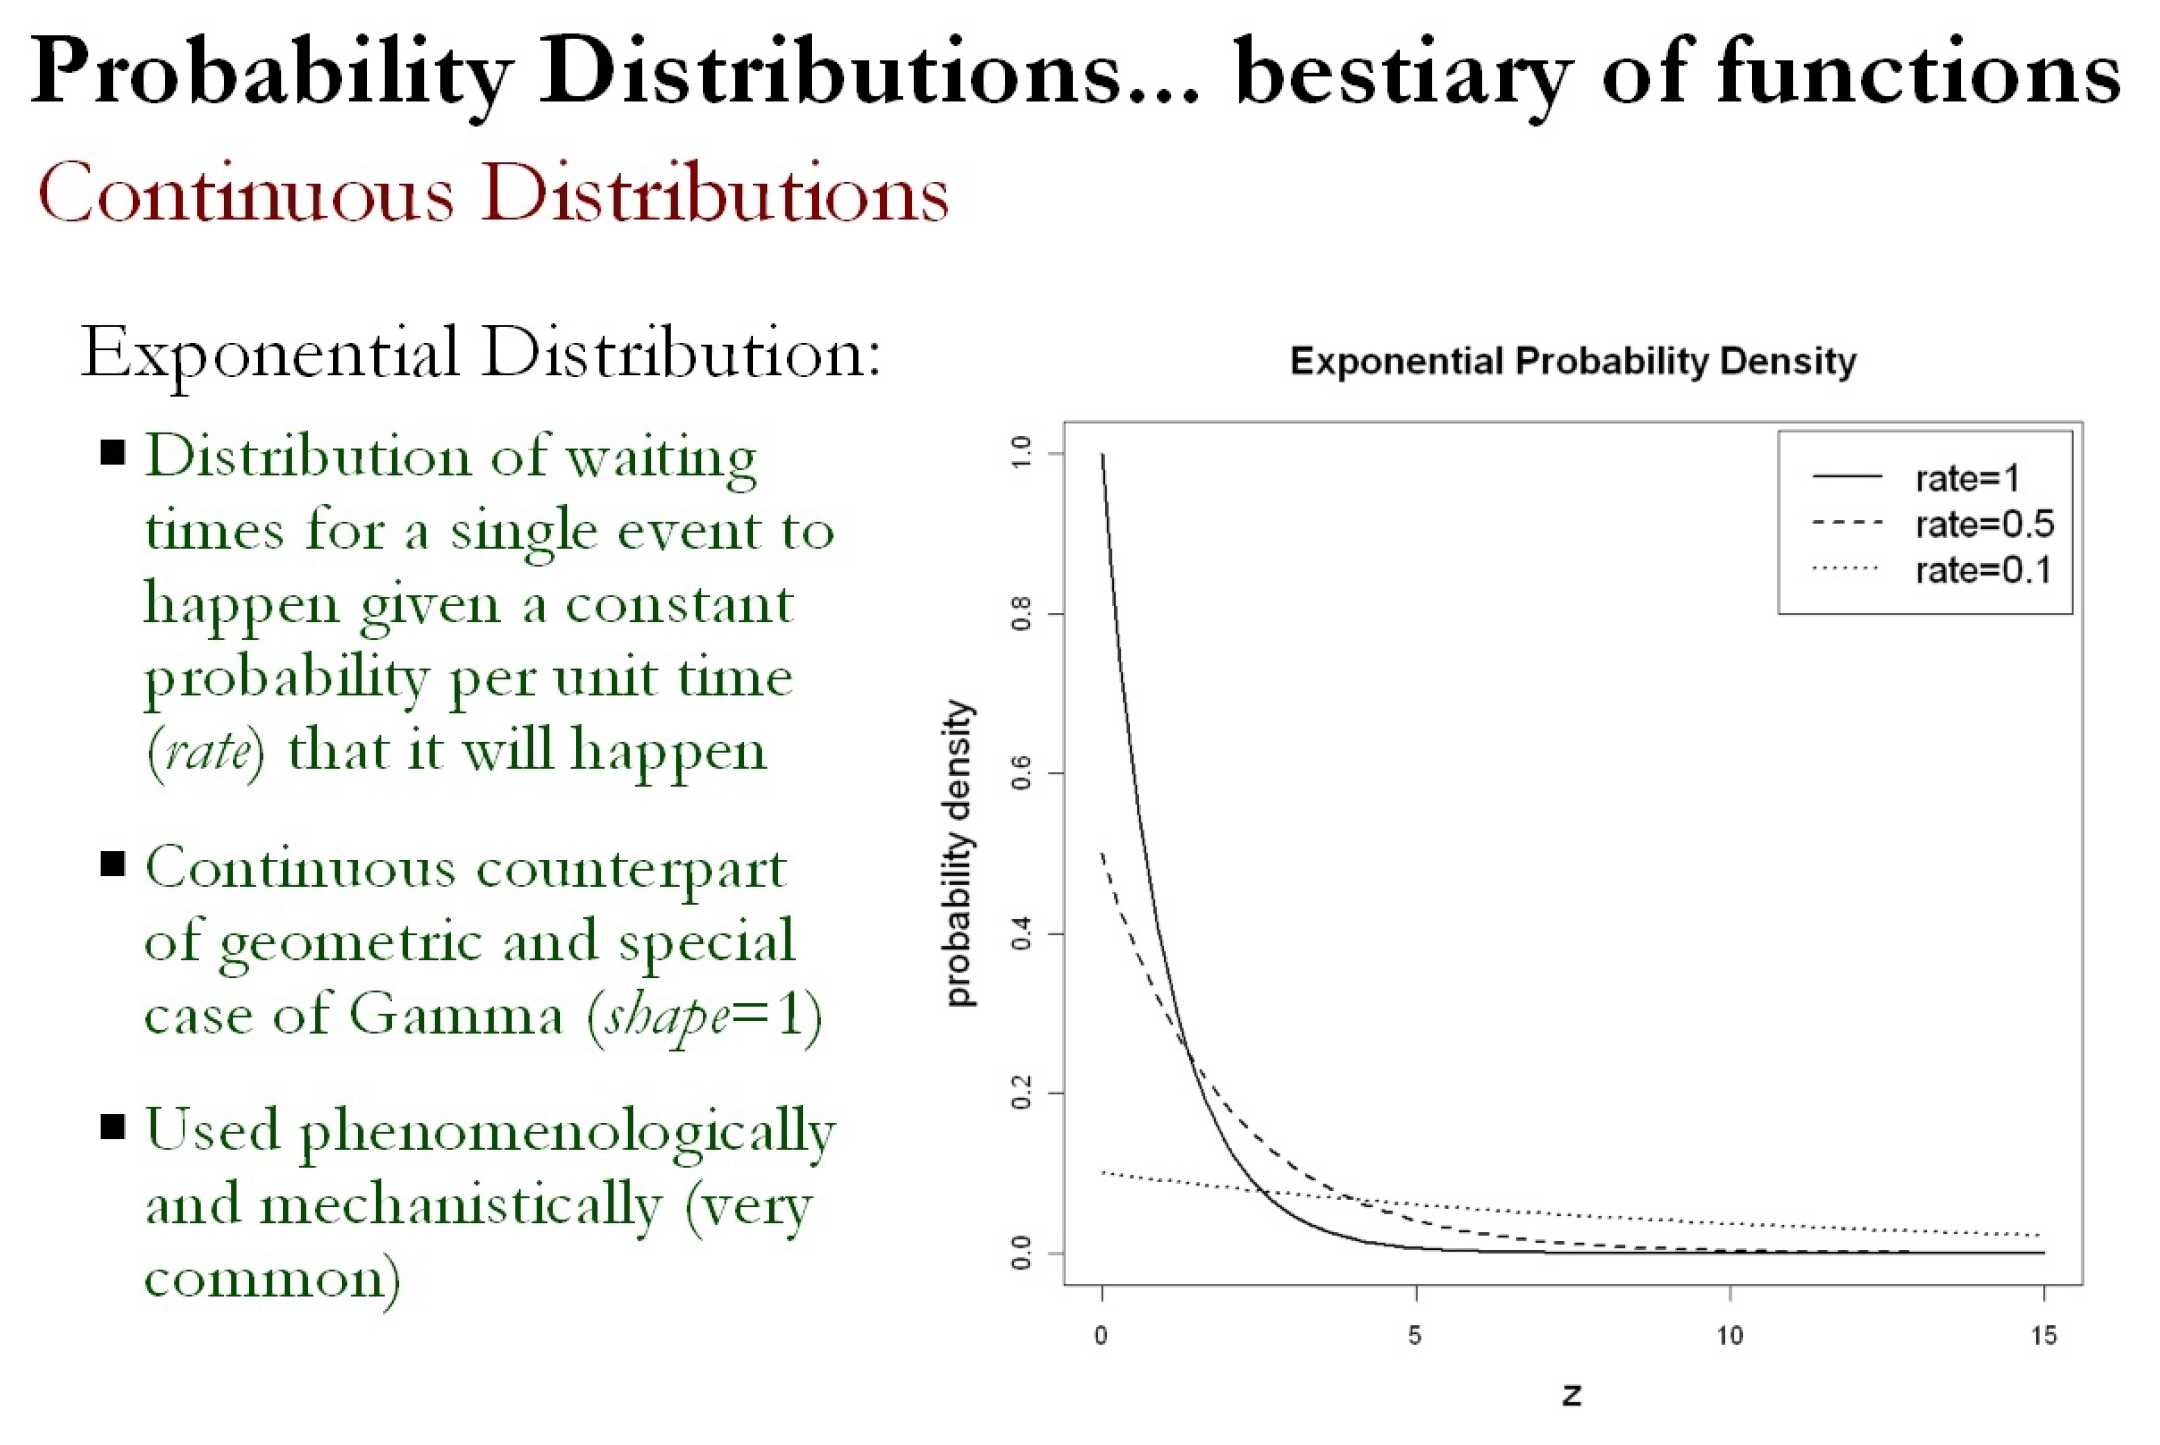 Probability Distributions... bestiary of functions
Continuous Distributions
Exponential Distribution:
■ Distribution of waiting
times for a single event to
happen given a constant
probability per unit time
(rate) that it will happen
■ Continuous counterpart
of geometric and special
case of Gamma (shape=1)
■ Used phenomenologically
and mechanistically (very
common)
Exponential Probability Density
rate=1
rate=0.5
rate=0.1
probability density
1.0
0.8
0.6
0.4
0.2
0.0
0 5 10 15
z